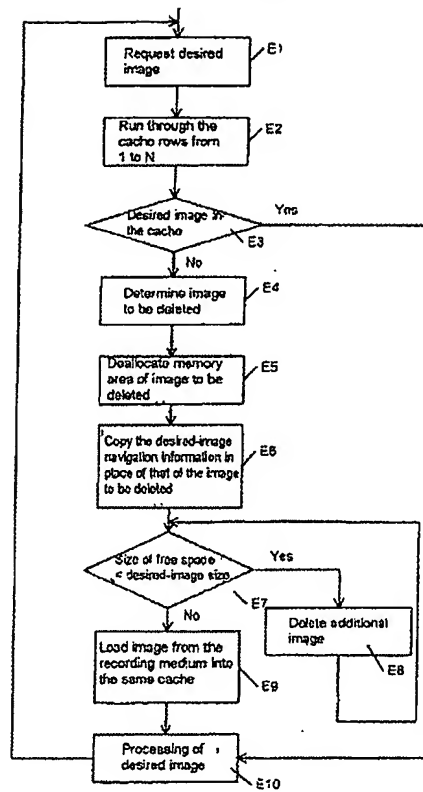 Request desired
image
E1
Run through the
cacho rows from
1 to N
E2
Desired image in
the cacho
Yes
E3
No
Determine image
to be deleted
E4
Deallocate memory
area of image to be
deleted
E5
Copy the desired-image
navigation information in
place of that of the image
to be deleted
E6
Size of free space
< desired-image size
Yes
E7
No
Dolete additional
image
E8
Load image from the
recording medium into
the same cache
E9
Processing of
desired image
E10